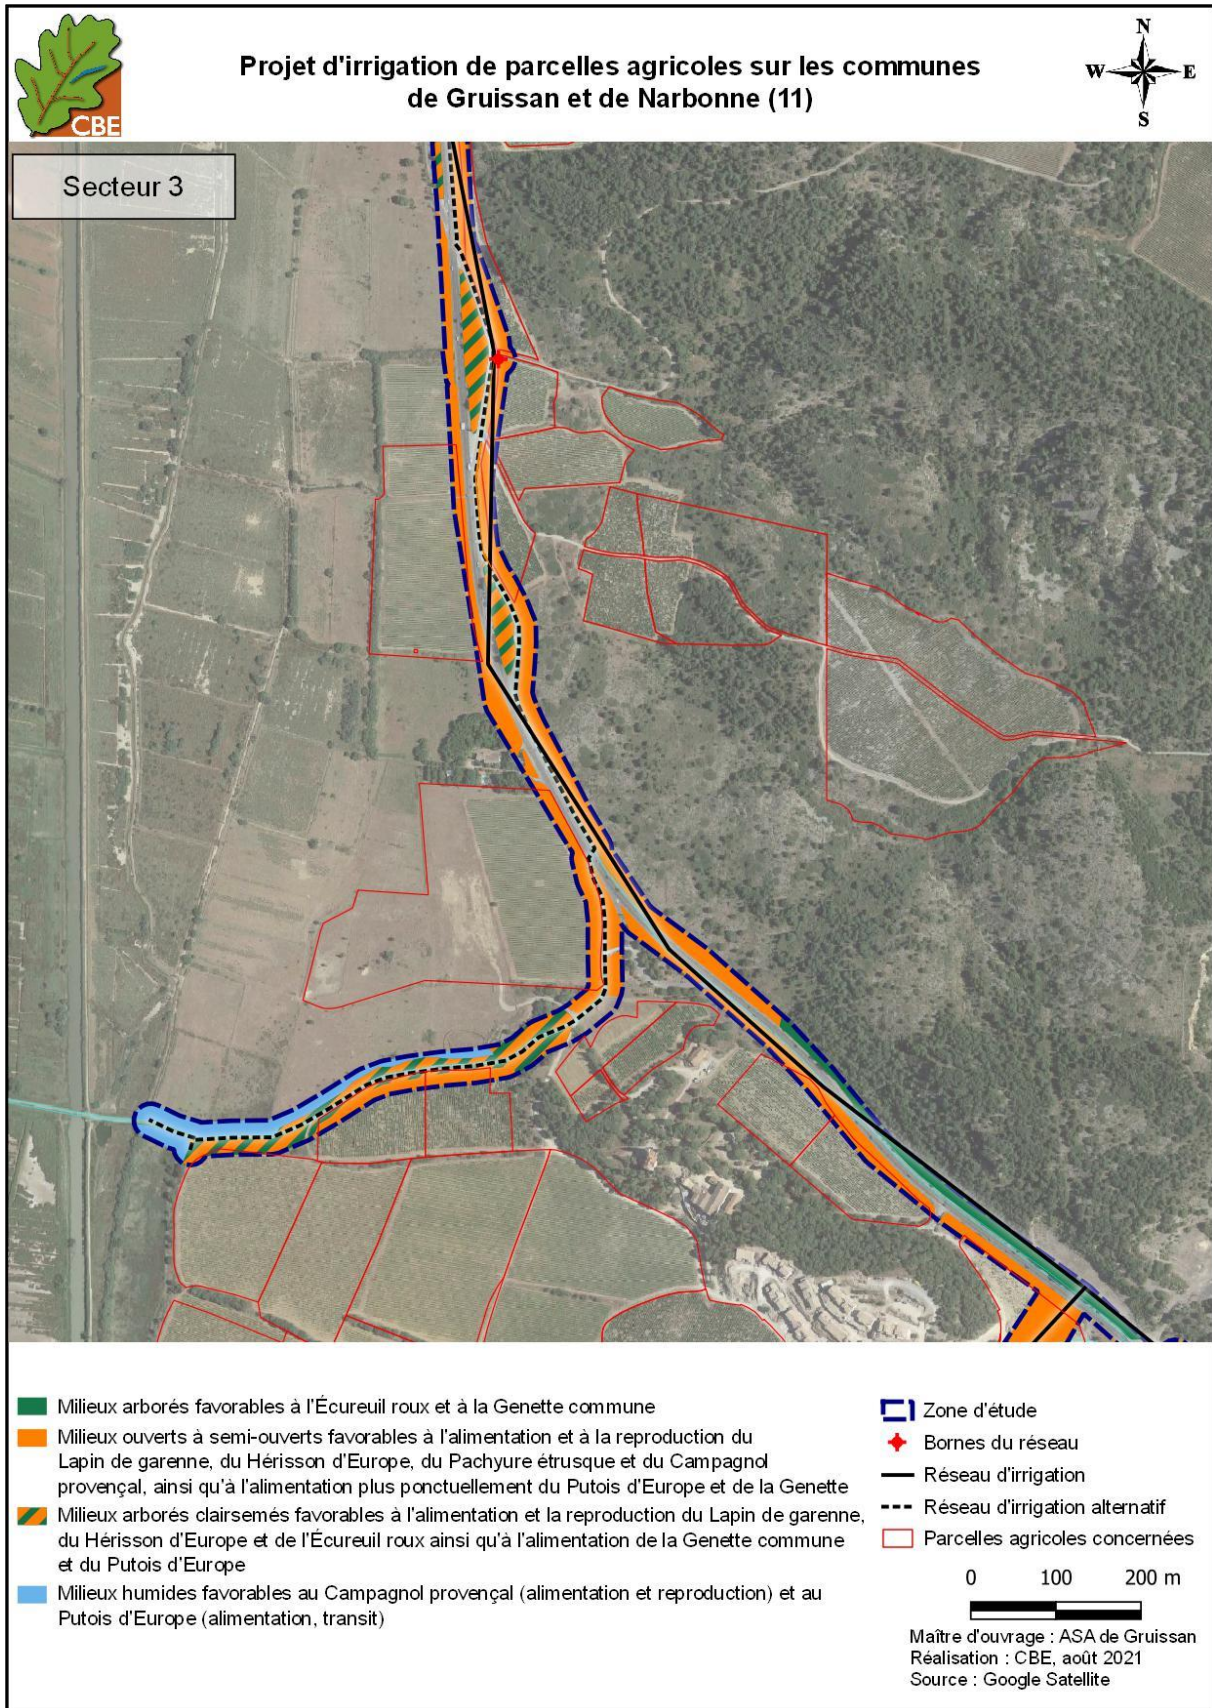 CBE
Projet d'irrigation de parcelles agricoles sur les communes
de Gruissan et de Narbonne (11)
N
W E
S
Secteur 3
Milieux arborés favorables à l'Écureuil roux et à la Genette commune
Milieux ouverts à semi-ouverts favorables à l'alimentation et à la reproduction du
Lapin de garenne, du Hérisson d'Europe, du Pachyure étrusque et du Campagnol
provençal, ainsi qu'à l'alimentation plus ponctuellement du Putois d'Europe et de la Genette
Milieux arborés clairsemés favorables à l'alimentation et la reproduction du Lapin de garenne,
du Hérisson d'Europe et de l'Écureuil roux ainsi qu'à l'alimentation de la Genette commune
et du Putois d'Europe
Milieux humides favorables au Campagnol provençal (alimentation et reproduction) et au
Putois d'Europe (alimentation, transit)
Zone d'étude
Bornes du réseau
Réseau d'irrigation
Réseau d'irrigation alternatif
Parcelles agricoles concernées
0 100 200 m
Maître d'ouvrage : ASA de Gruissan
Réalisation : CBE, août 2021
Source : Google Satellite